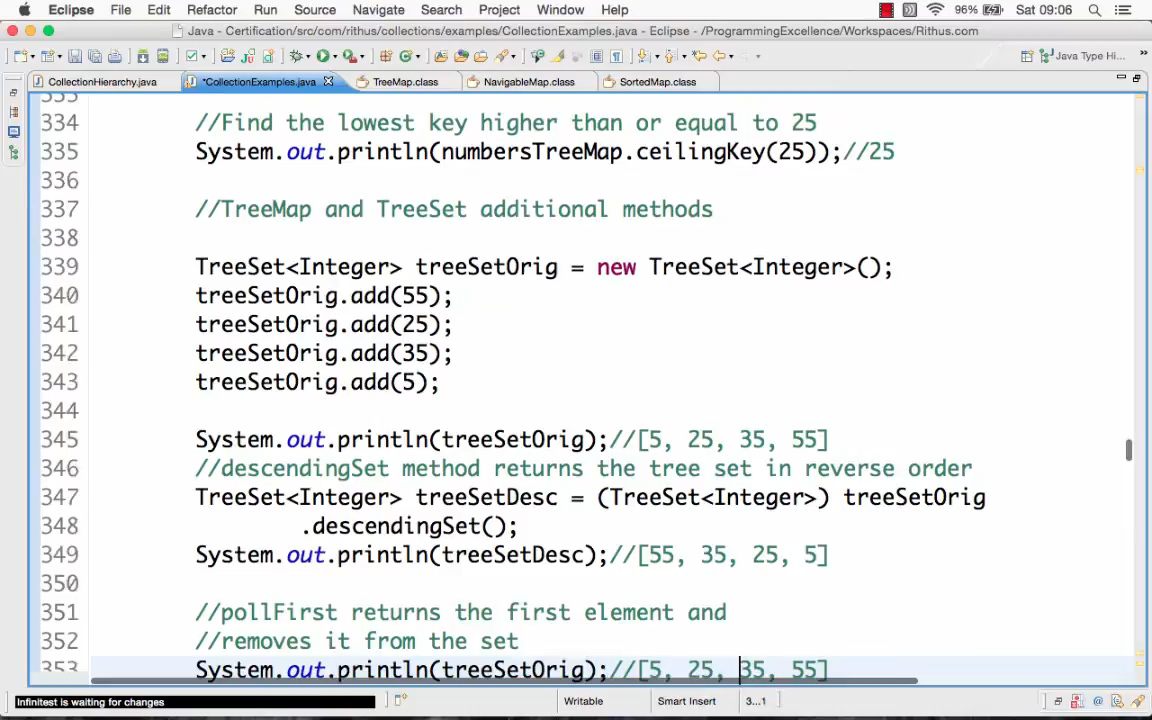 Eclipse File Edit Refactor Run Source Navigate Search Project Window Help 96% Sat 09:06
Java - Certification/src/com/rithus/collections/examples/CollectionExamples.java - Eclipse - /ProgrammingExcellence/Workspaces/Rithus.com
Java Type Hi...
CollectionHierarchy.java *CollectionExamples.java TreeMap.class NavigableMap.class SortedMap.class
333
334 //Find the lowest key higher than or equal to 25
335 System.out.println(numbersTreeMap.ceilingKey(25));//25
336
337 //TreeMap and TreeSet additional methods
338
339 TreeSet<Integer> treeSetOrig = new TreeSet<Integer>();
340 treeSetOrig.add(55);
341 treeSetOrig.add(25);
342 treeSetOrig.add(35);
343 treeSetOrig.add(5);
344
345 System.out.println(treeSetOrig);//[5, 25, 35, 55]
346 //descendingSet method returns the tree set in reverse order
347 TreeSet<Integer> treeSetDesc = (TreeSet<Integer>) treeSetOrig
348 .descendingSet();
349 System.out.println(treeSetDesc);//[55, 35, 25, 5]
350
351 //pollFirst returns the first element and
352 //removes it from the set
353 System.out.println(treeSetOrig);//[5, 25, 35, 55]
Infinitest is waiting for changes Writable Smart Insert 3...1